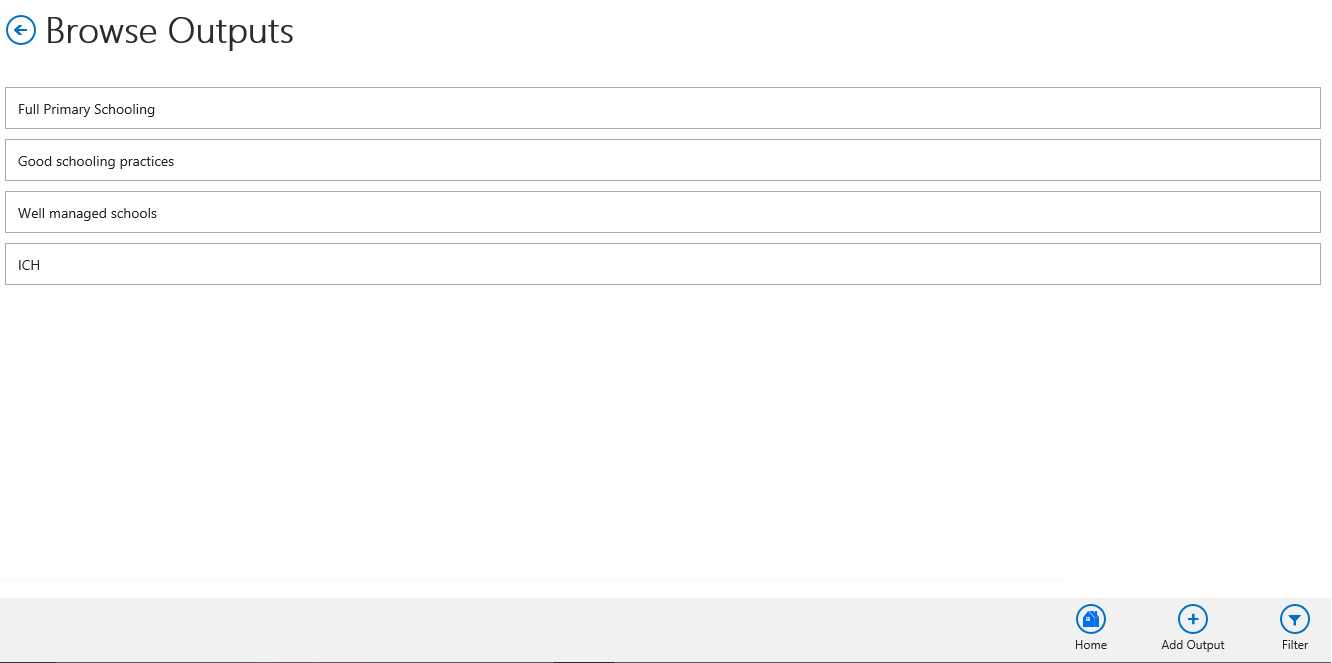 Browse Outputs
Full Primary Schooling
Good schooling practices
Well managed schools
ICH
Home
Add Output
Filter